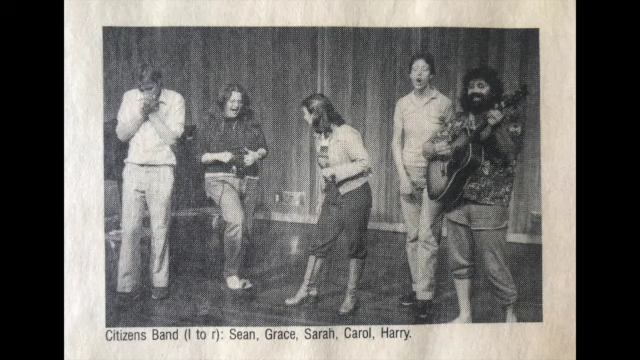 Citizens Band (l to r): Sean, Grace, Sarah, Carol, Harry.